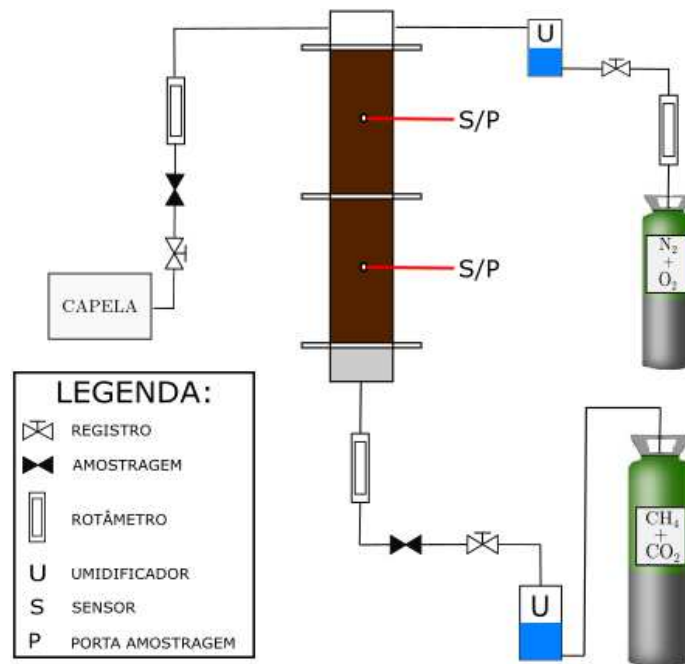 U
S/P
N₂
+
O₂
S/P
CAPELA
LEGENDA:
REGISTRO
AMOSTRAGEM
ROTÂMETRO
U UMIDIFICADOR
S SENSOR
P PORTA AMOSTRAGEM
CH₄
+
CO₂
U